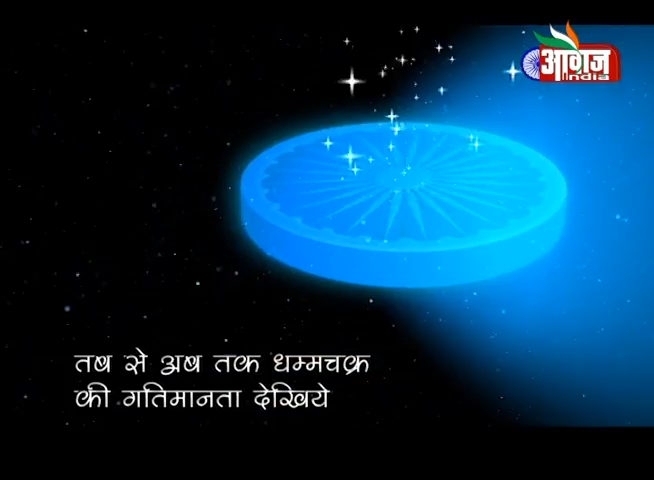 आगाज
India
तब से अब तक धम्मचक्र
की गतिमानता देखिये